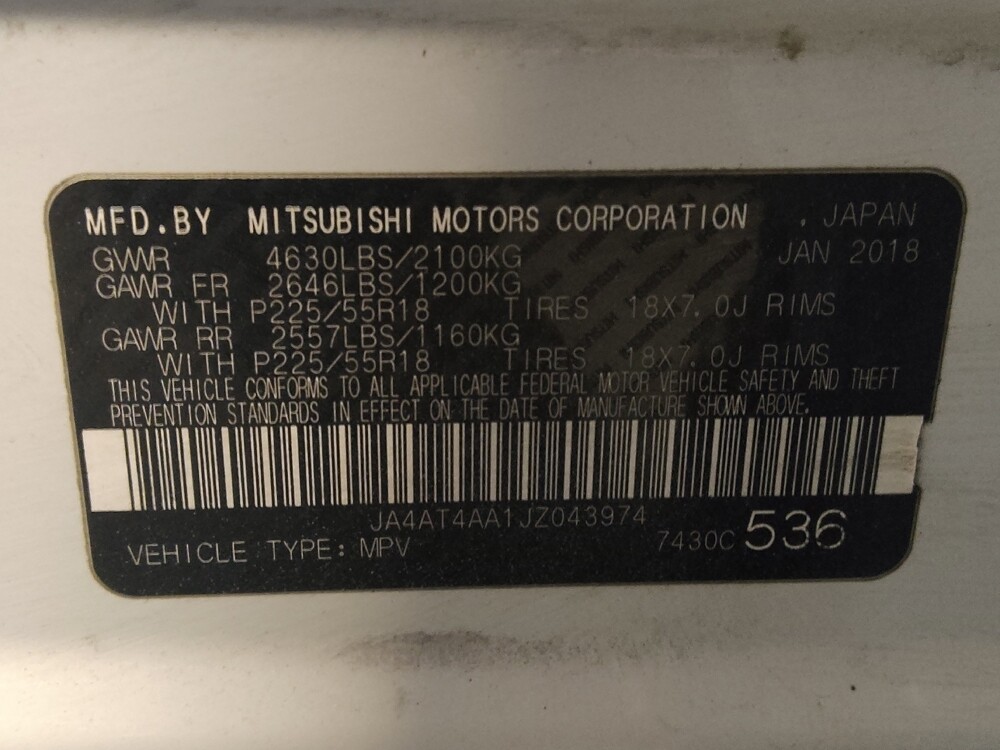 MFD.BY MITSUBISHI MOTORS CORPORATION . JAPAN
GWWR 4630LBS/2100KG JAN 2018
GAWR FR 2646LBS/1200KG
WITH P225/55R18 TIRES 18X7.0J RIMS
GAWR RR 2557LBS/1160KG
WITH P225/55R18 TIRES 18X7.0J RIMS
THIS VEHICLE CONFORMS TO ALL APPLICABLE FEDERAL MOTOR VEHICLE SAFETY AND THEFT
PREVENTION STANDARDS IN EFFECT ON THE DATE OF MANUFACTURE SHOWN ABOVE.
JA4AT4AA1JZ043974
VEHICLE TYPE: MPV 7430C 536